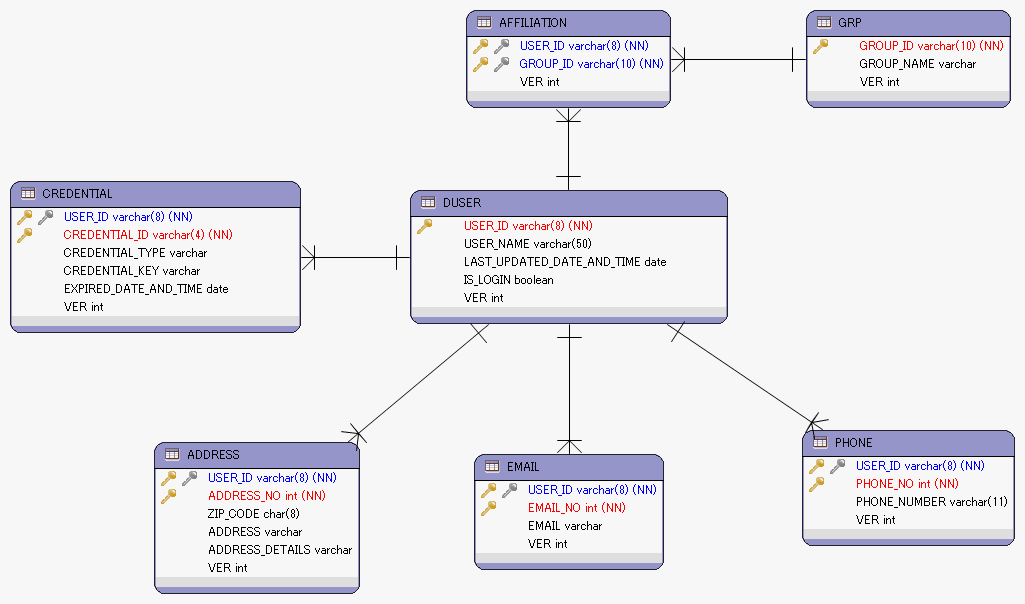 AFFILIATION
USER_ID varchar(8) (NN)
GROUP_ID varchar(10) (NN)
VER int
GRP
GROUP_ID varchar(10) (NN)
GROUP_NAME varchar
VER int
CREDENTIAL
USER_ID varchar(8) (NN)
CREDENTIAL_ID varchar(4) (NN)
CREDENTIAL_TYPE varchar
CREDENTIAL_KEY varchar
EXPIRED_DATE_AND_TIME date
VER int
DUSER
USER_ID varchar(8) (NN)
USER_NAME varchar(50)
LAST_UPDATED_DATE_AND_TIME date
IS_LOGIN boolean
VER int
ADDRESS
USER_ID varchar(8) (NN)
ADDRESS_NO int (NN)
ZIP_CODE char(8)
ADDRESS varchar
ADDRESS_DETAILS varchar
VER int
EMAIL
USER_ID varchar(8) (NN)
EMAIL_NO int (NN)
EMAIL varchar
VER int
PHONE
USER_ID varchar(8) (NN)
PHONE_NO int (NN)
PHONE_NUMBER varchar(11)
VER int